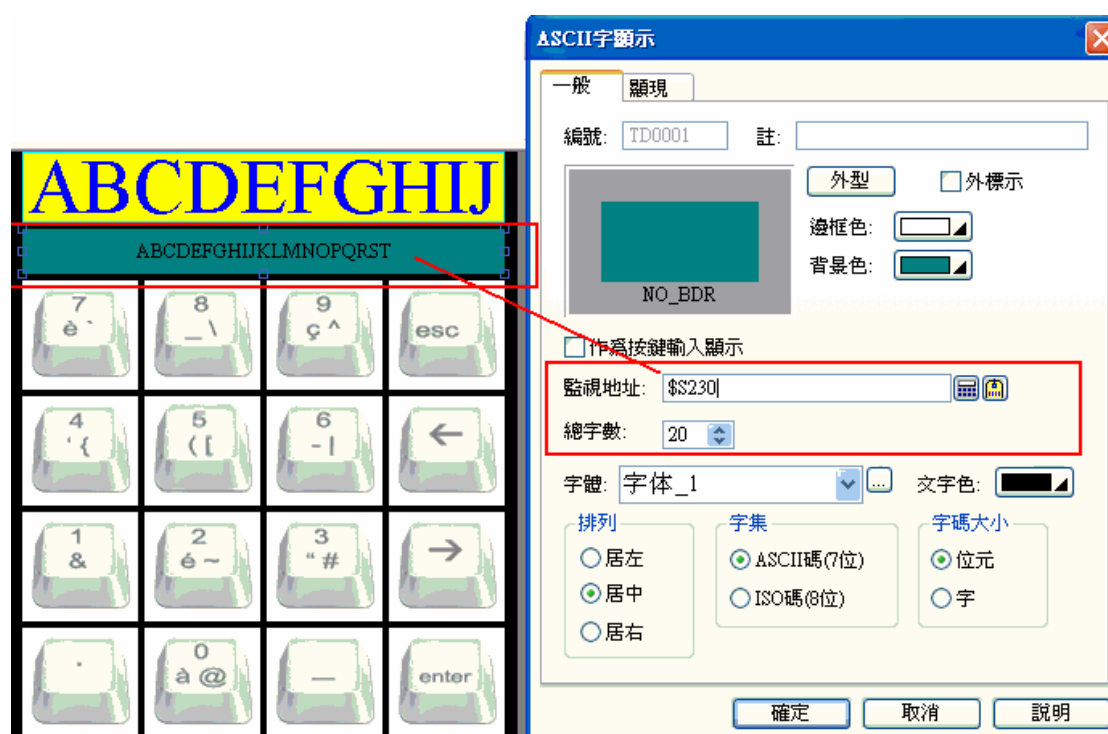 ABCDEFGHIJ
ABCDEFGHIJKLMNOPQRST
7
è `
8
_ \
9
ç ^
esc
4
' {
5
( [
6
- |
←
1
&
2
é ~
3
" #
→
.
0
à @
_
enter
ASCII字顯示
一般 顯現
編號: TD0001 註:
外型 外標示
邊框色:
背景色:
NO_BDR
作爲按鍵輸入顯示
監視地址: $S230
總字數: 20
字體: 字体_1 ... 文字色:
排列 字集 字碼大小
居左 ASCII碼(7位) 位元
居中 ISO碼(8位) 字
居右
確定 取消 說明